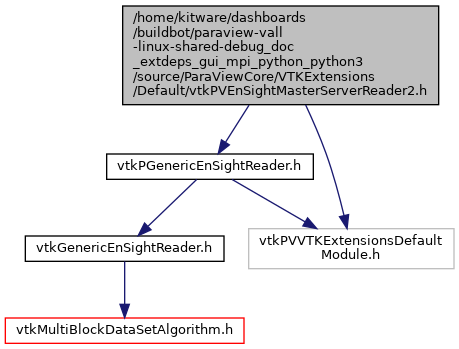 /home/kitware/dashboards
/buildbot/paraview-vall
-linux-shared-debug_doc
_extdeps_gui_mpi_python_python3
/source/ParaViewCore/VTKExtensions
/Default/vtkPVEnSightMasterServerReader2.h
vtkPGenericEnSightReader.h
vtkGenericEnSightReader.h
vtkPVVTKExtensionsDefault
Module.h
vtkMultiBlockDataSetAlgorithm.h